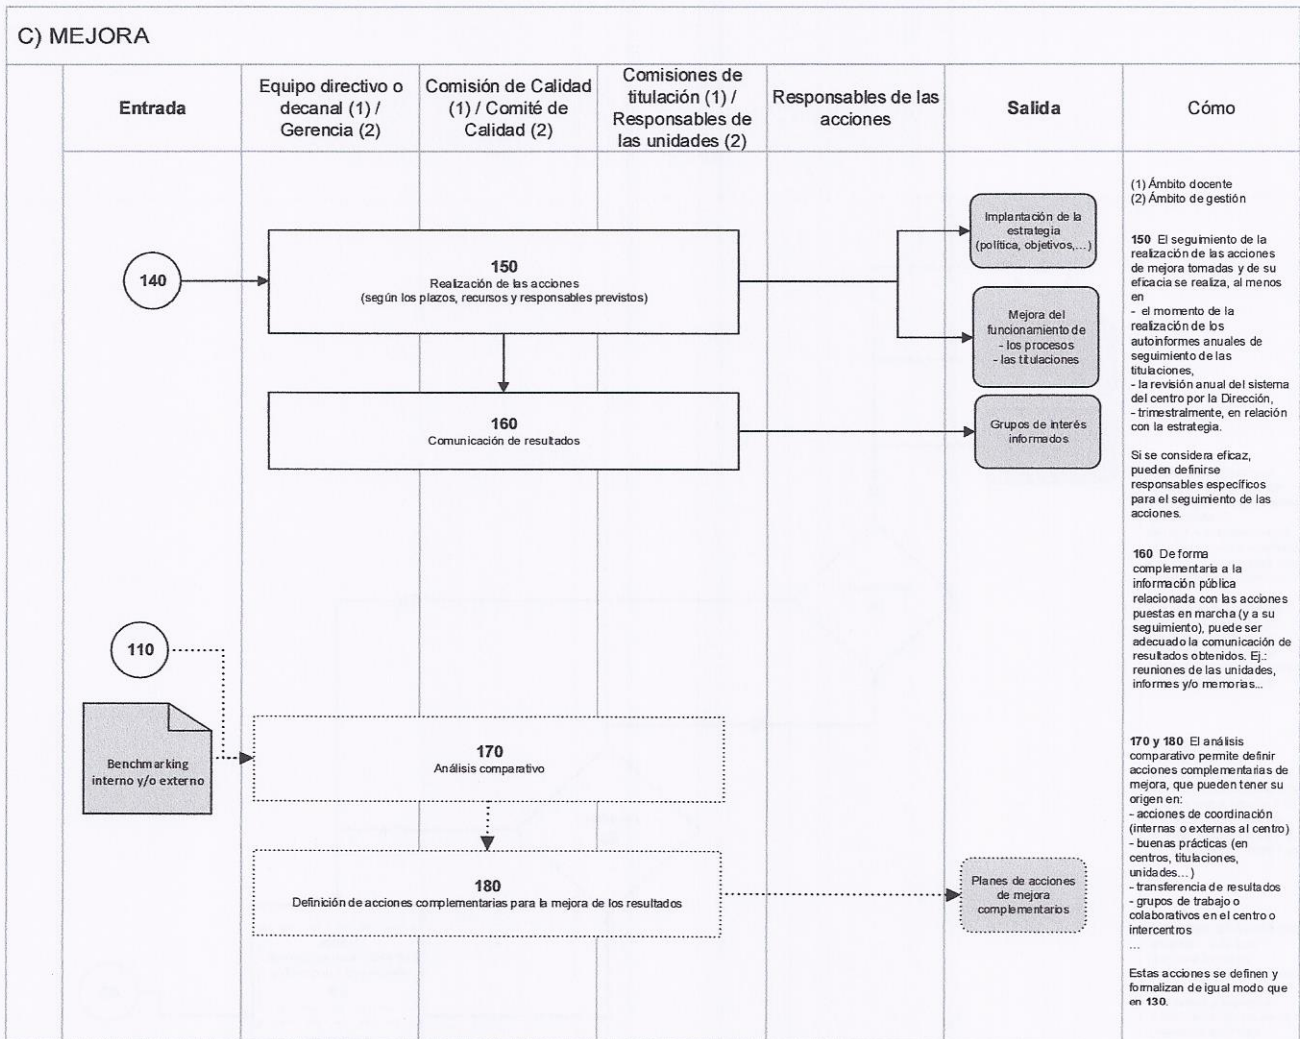 C) MEJORA
Entrada
Equipo directivo o
decanal (1) /
Gerencia (2)
Comisión de Calidad
(1) / Comité de
Calidad (2)
Comisiones de
titulación (1) /
Responsables de
las unidades (2)
Responsables de las
acciones
Salida
Cómo
140
150
Realización de las acciones
(según los plazos, recursos y responsables previstos)
160
Comunicación de resultados
Implantación de la
estrategia
(política, objetivos,...)
Mejora del
funcionamiento de
- los procesos
- las titulaciones
Grupos de interés
informados
110
Benchmarking
interno y/o externo
170
Análisis comparativo
180
Definición de acciones complementarias para la mejora de los resultados
Planes de acciones
de mejora
complementarios
(1) Ámbito docente
(2) Ámbito de gestión
150 El seguimiento de la
realización de las acciones
de mejora tomadas y de su
eficacia se realiza, al menos
en
- el momento de la
realización de los
autoinformes anuales de
seguimiento de las
titulaciones,
- la revisión anual del sistema
del centro por la Dirección,
- trimestralmente, en relación
con la estrategia.
Si se considera eficaz,
pueden definirse
responsables específicos
para el seguimiento de las
acciones.
160 De forma
complementaria a la
información pública
relacionada con las acciones
puestas en marcha (y a su
seguimiento), puede ser
adecuado la comunicación de
resultados obtenidos. Ej.:
reuniones de las unidades,
informes y/o memorias...
170 y 180 El análisis
comparativo permite definir
acciones complementarias de
mejora, que pueden tener su
origen en:
- acciones de coordinación
(internas o externas al centro)
- buenas prácticas (en
centros, titulaciones,
unidades...)
- transferencia de resultados
- grupos de trabajo o
colaborativos en el centro o
intercentros
...
Estas acciones se definen y
formalizan de igual modo que
en 130.